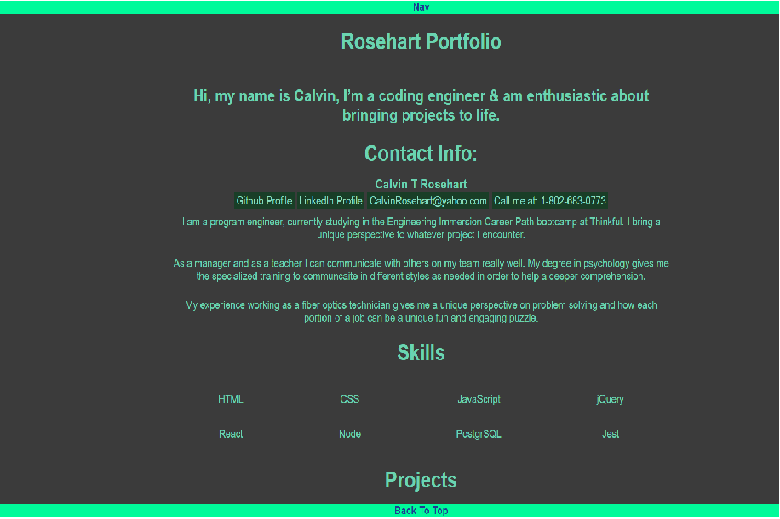 Nav
Rosehart Portfolio
Hi, my name is Calvin, I'm a coding engineer & am enthusiastic about
bringing projects to life.
Contact Info:
Calvin T Rosehart
Github Profile LinkedIn Profile CalvinRosehart@yahoo.com Call me at: 1-802-683-0773
I am a program engineer, currently studying in the Engineering Immersion Career Path bootcamp at Thinkful. I bring a
unique perspective to whatever project I encounter.
As a manager and as a teacher I can communicate with others on my team really well. My degree in psychology gives me
the specialized training to communcaite in different styles as needed in order to help a deeper comprehension.
My experience working as a fiber optics technician gives me a unique perspective on problem solving and how each
portion of a job can be a unique fun and engaging puzzle.
Skills
HTML CSS JavaScript jQuery
React Node PostgrSQL Jest
Projects
Back To Top